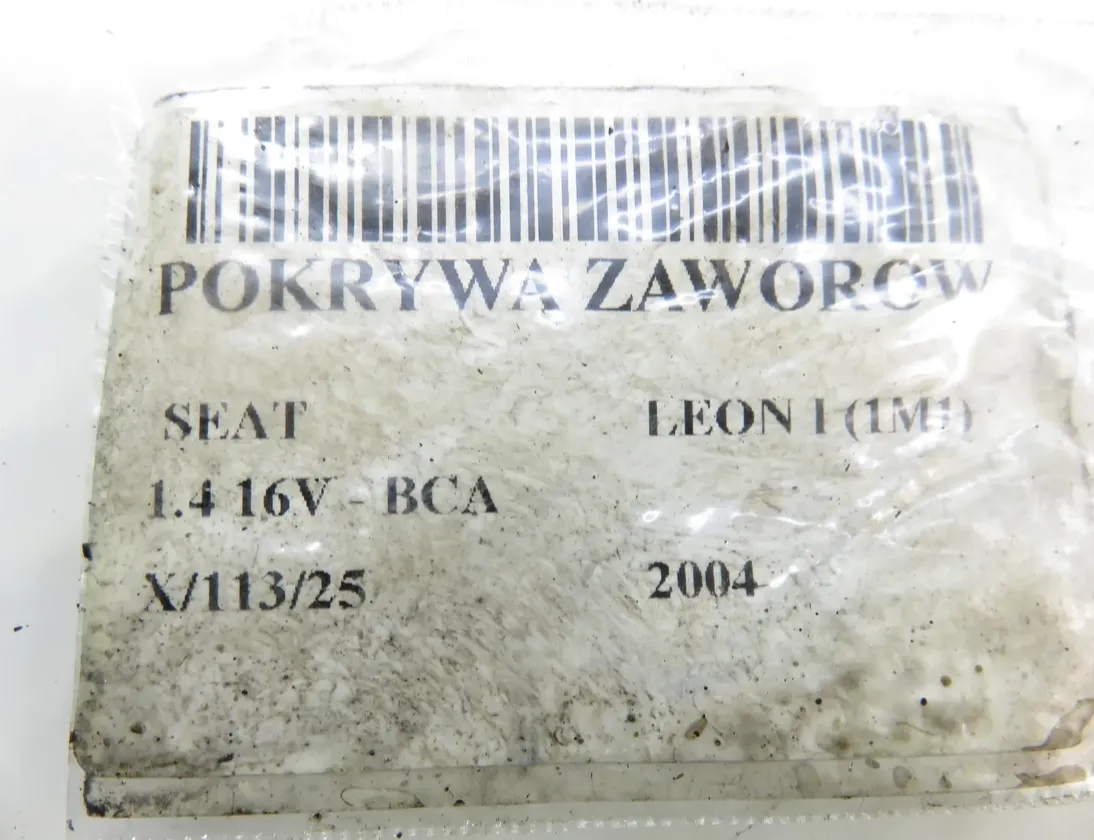 POKRYWA ZAWOROW
SEAT LEON I (1M1)
1.4 16V - BCA
X/113/25 2004